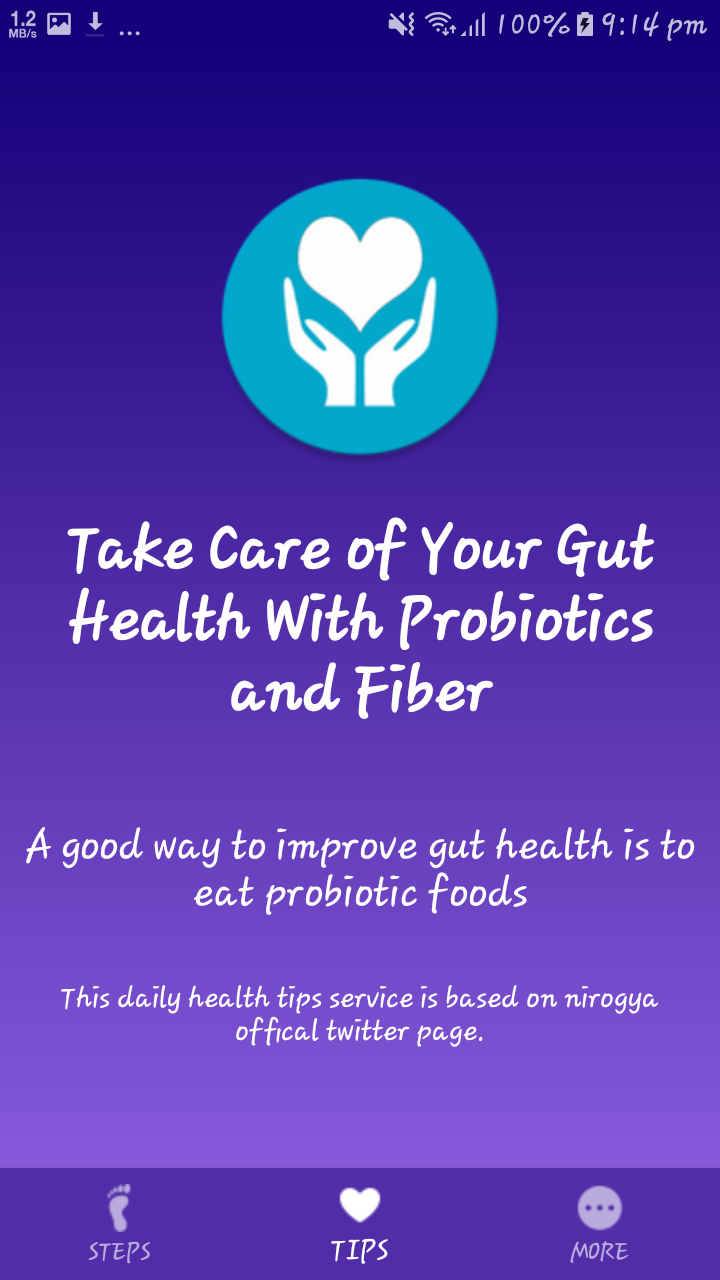 1.2
MB/s
... 100% 9:14 pm
Take Care of Your Gut
Health With Probiotics
and Fiber
A good way to improve gut health is to
eat probiotic foods
This daily health tips service is based on nirogya
offical twitter page.
STEPS TIPS MORE